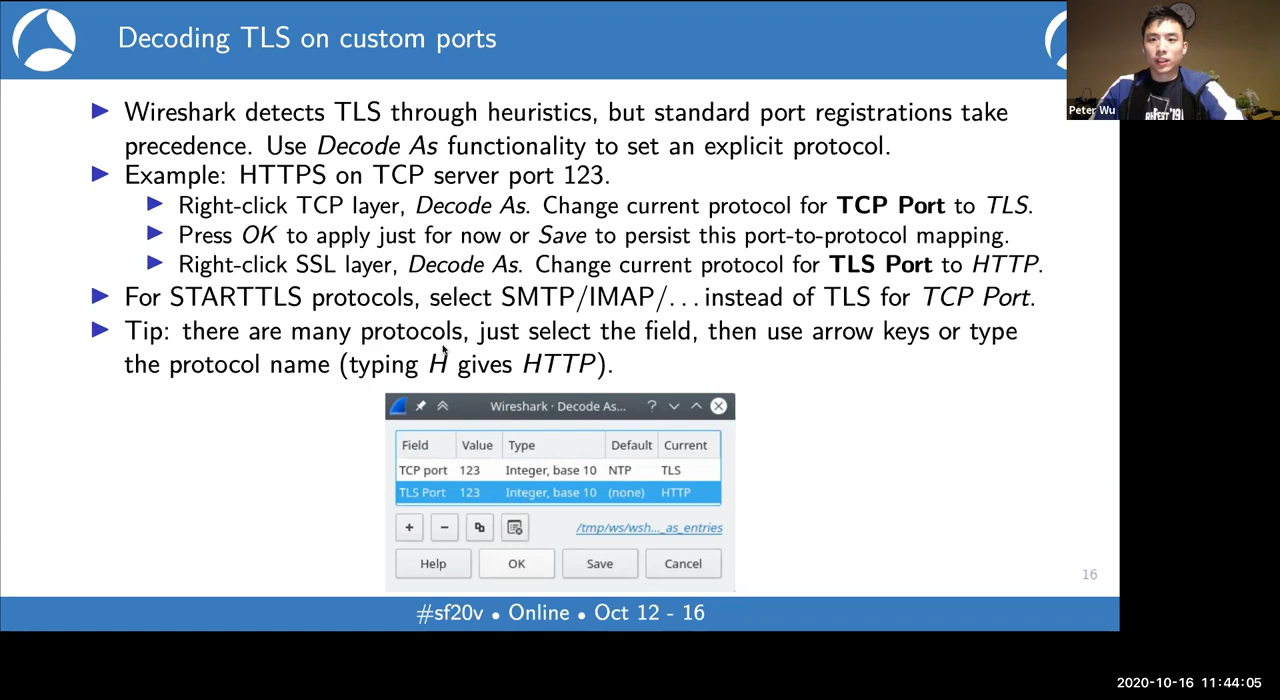 Decoding TLS on custom ports
Peter Wu
Wireshark detects TLS through heuristics, but standard port registrations take
precedence. Use Decode As functionality to set an explicit protocol.
Example: HTTPS on TCP server port 123.
Right-click TCP layer, Decode As. Change current protocol for TCP Port to TLS.
Press OK to apply just for now or Save to persist this port-to-protocol mapping.
Right-click SSL layer, Decode As. Change current protocol for TLS Port to HTTP.
For STARTTLS protocols, select SMTP/IMAP/... instead of TLS for TCP Port.
Tip: there are many protocols, just select the field, then use arrow keys or type
the protocol name (typing H gives HTTP).
Wireshark · Decode As...
Field Value Type Default Current
TCP port 123 Integer, base 10 NTP TLS
TLS Port 123 Integer, base 10 (none) HTTP
/tmp/ws/wsh..._as_entries
Help OK Save Cancel
16
#sf20v • Online • Oct 12 - 16
2020-10-16 11:44:05